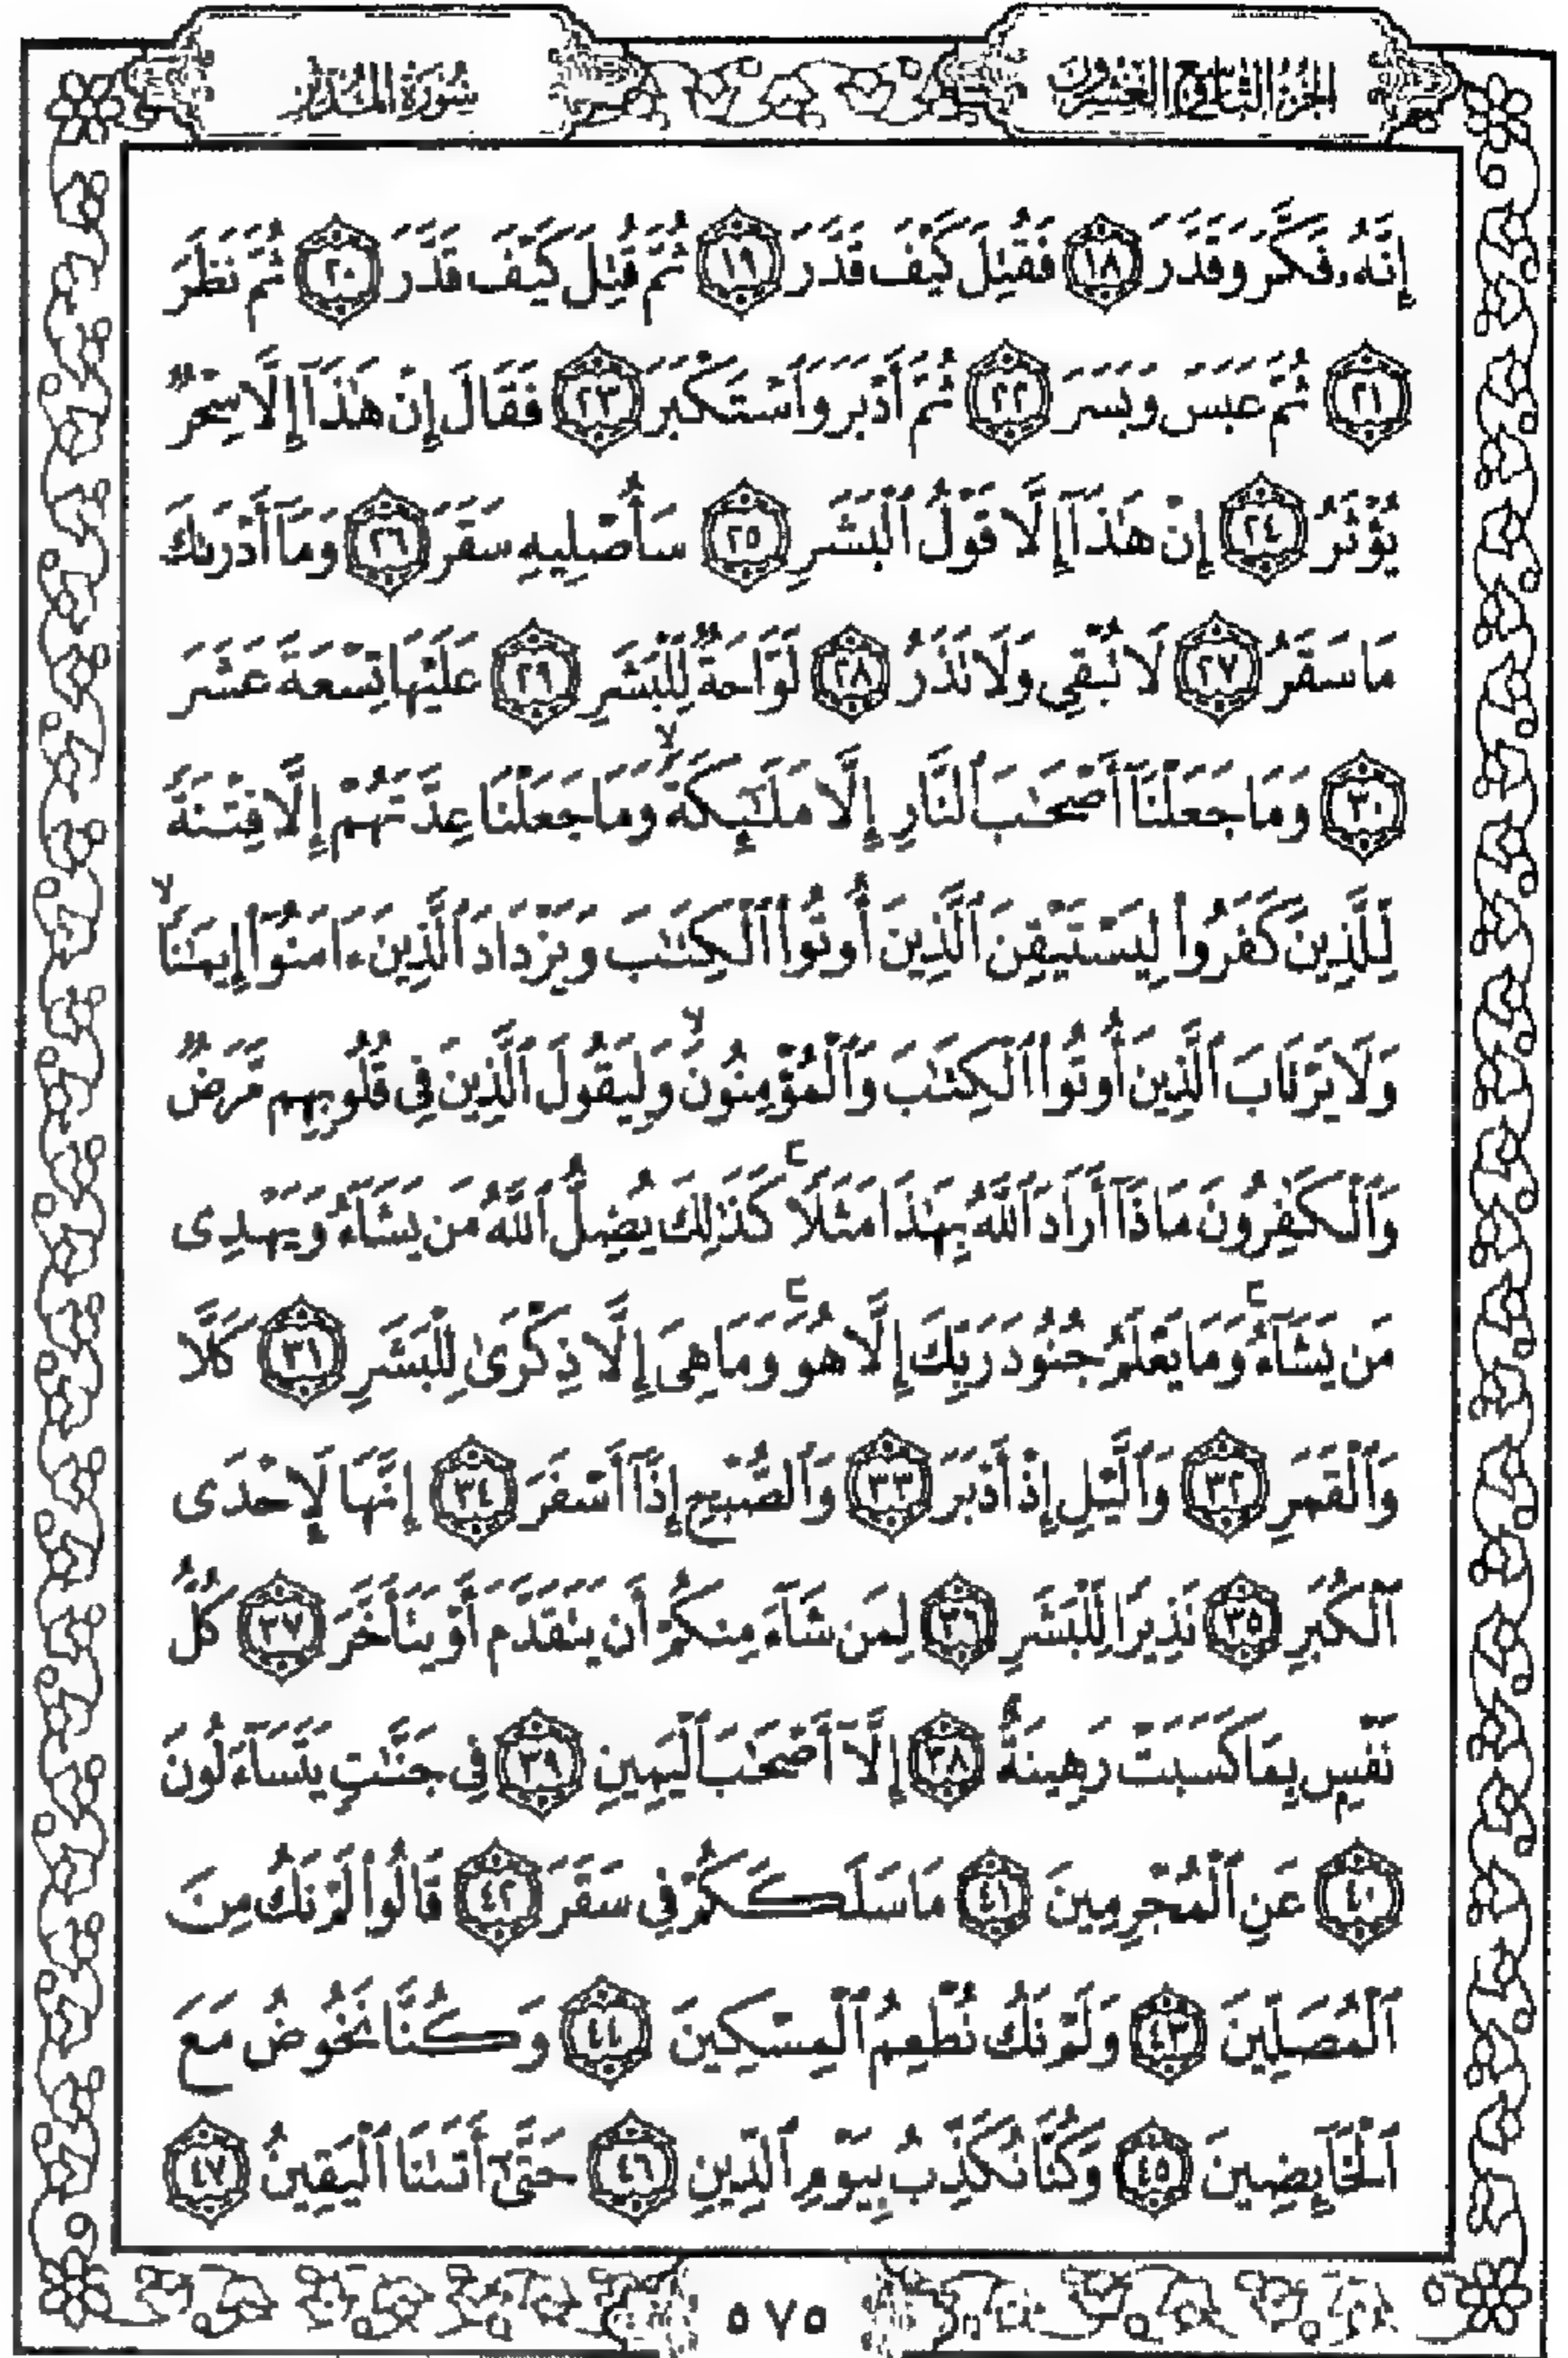 الجزء التاسع والعشرون
سورة المدثر
إِنَّهُۥ فَكَّرَ وَقَدَّرَ ١٨ فَقُتِلَ كَيْفَ قَدَّرَ ١٩ ثُمَّ قُتِلَ كَيْفَ قَدَّرَ ٢٠ ثُمَّ نَظَرَ
٢١ ثُمَّ عَبَسَ وَبَسَرَ ٢٢ ثُمَّ أَدْبَرَ وَٱسْتَكْبَرَ ٢٣ فَقَالَ إِنْ هَٰذَآ إِلَّا سِحْرٌ
يُؤْثَرُ ٢٤ إِنْ هَٰذَآ إِلَّا قَوْلُ ٱلْبَشَرِ ٢٥ سَأُصْلِيهِ سَقَرَ ٢٦ وَمَآ أَدْرَىٰكَ
مَا سَقَرُ ٢٧ لَا تُبْقِى وَلَا تَذَرُ ٢٨ لَوَّاحَةٌ لِّلْبَشَرِ ٢٩ عَلَيْهَا تِسْعَةَ عَشَرَ
٣٠ وَمَا جَعَلْنَآ أَصْحَٰبَ ٱلنَّارِ إِلَّا مَلَٰٓئِكَةً ۙ وَمَا جَعَلْنَا عِدَّتَهُمْ إِلَّا فِتْنَةً
لِّلَّذِينَ كَفَرُوا۟ لِيَسْتَيْقِنَ ٱلَّذِينَ أُوتُوا۟ ٱلْكِتَٰبَ وَيَزْدَادَ ٱلَّذِينَ ءَامَنُوٓا۟ إِيمَٰنًا ۙ
وَلَا يَرْتَابَ ٱلَّذِينَ أُوتُوا۟ ٱلْكِتَٰبَ وَٱلْمُؤْمِنُونَ ۙ وَلِيَقُولَ ٱلَّذِينَ فِى قُلُوبِهِم مَّرَضٌ
وَٱلْكَٰفِرُونَ مَاذَآ أَرَادَ ٱللَّهُ بِهَٰذَا مَثَلًا ۚ كَذَٰلِكَ يُضِلُّ ٱللَّهُ مَن يَشَآءُ وَيَهْدِى
مَن يَشَآءُ ۚ وَمَا يَعْلَمُ جُنُودَ رَبِّكَ إِلَّا هُوَ ۚ وَمَا هِىَ إِلَّا ذِكْرَىٰ لِلْبَشَرِ ٣١ كَلَّا
وَٱلْقَمَرِ ٣٢ وَٱلَّيْلِ إِذْ أَدْبَرَ ٣٣ وَٱلصُّبْحِ إِذَآ أَسْفَرَ ٣٤ إِنَّهَا لَإِحْدَى
ٱلْكُبَرِ ٣٥ نَذِيرًا لِّلْبَشَرِ ٣٦ لِمَن شَآءَ مِنكُمْ أَن يَتَقَدَّمَ أَوْ يَتَأَخَّرَ ٣٧ كُلُّ
نَفْسٍۭ بِمَا كَسَبَتْ رَهِينَةٌ ٣٨ إِلَّآ أَصْحَٰبَ ٱلْيَمِينِ ٣٩ فِى جَنَّٰتٍ يَتَسَآءَلُونَ
٤٠ عَنِ ٱلْمُجْرِمِينَ ٤١ مَا سَلَكَكُمْ فِى سَقَرَ ٤٢ قَالُوا۟ لَمْ نَكُ مِنَ
ٱلْمُصَلِّينَ ٤٣ وَلَمْ نَكُ نُطْعِمُ ٱلْمِسْكِينَ ٤٤ وَكُنَّا نَخُوضُ مَعَ
ٱلْخَآئِضِينَ ٤٥ وَكُنَّا نُكَذِّبُ بِيَوْمِ ٱلدِّينِ ٤٦ حَتَّىٰٓ أَتَىٰنَا ٱلْيَقِينُ ٤٧
٥٧٥